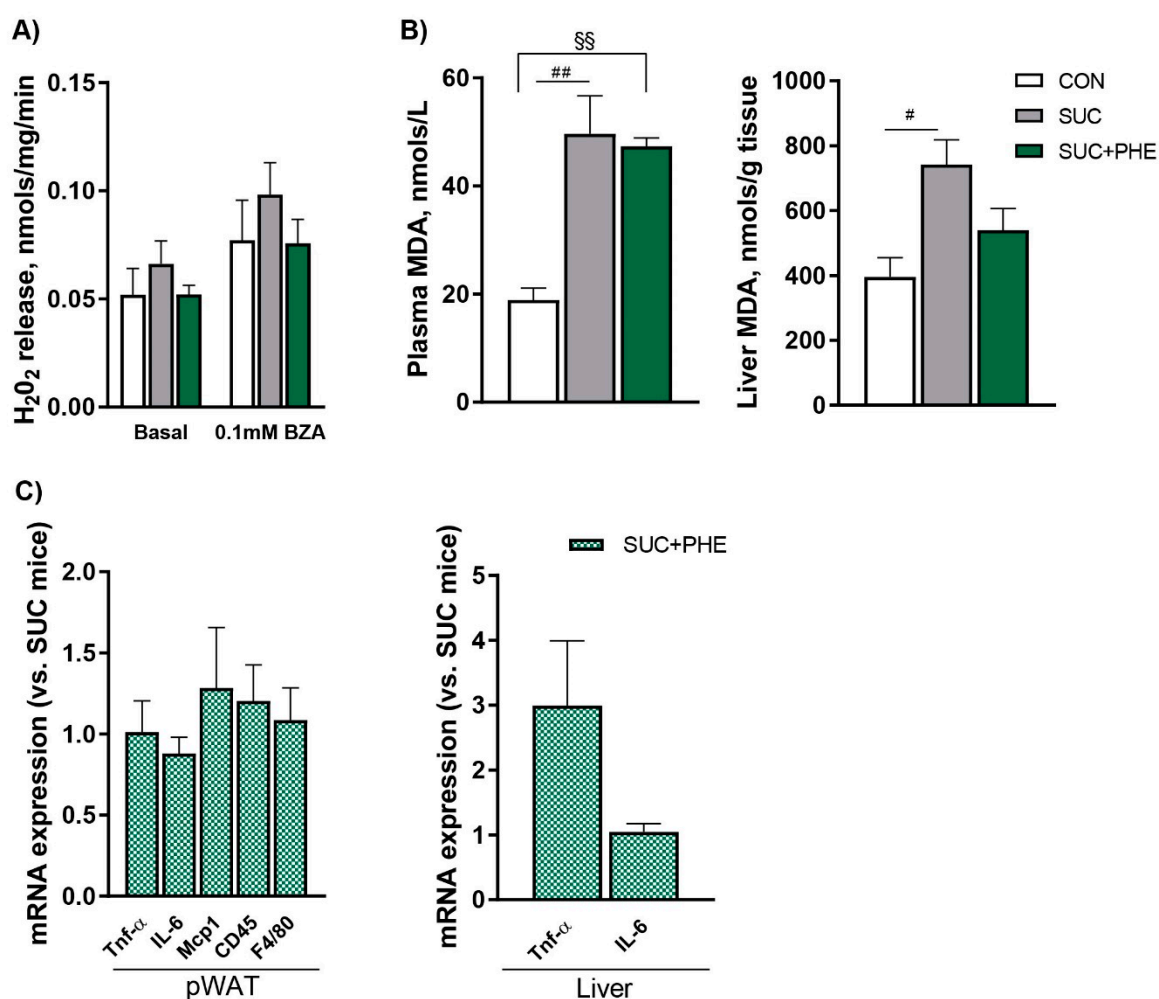 A)
H₂0₂ release, nmols/mg/min
0.15
0.10
0.05
0.00
Basal
0.1mM BZA
B)
Plasma MDA, nmols/L
60
40
20
0
§§
##
Liver MDA, nmols/g tissue
1000
800
600
400
200
0
#
CON
SUC
SUC+PHE
C)
mRNA expression (vs. SUC mice)
2.0
1.5
1.0
0.5
0.0
Tnf-α
IL-6
Mcp1
CD45
F4/80
pWAT
mRNA expression (vs. SUC mice)
5
4
3
2
1
0
SUC+PHE
Tnf-α
IL-6
Liver